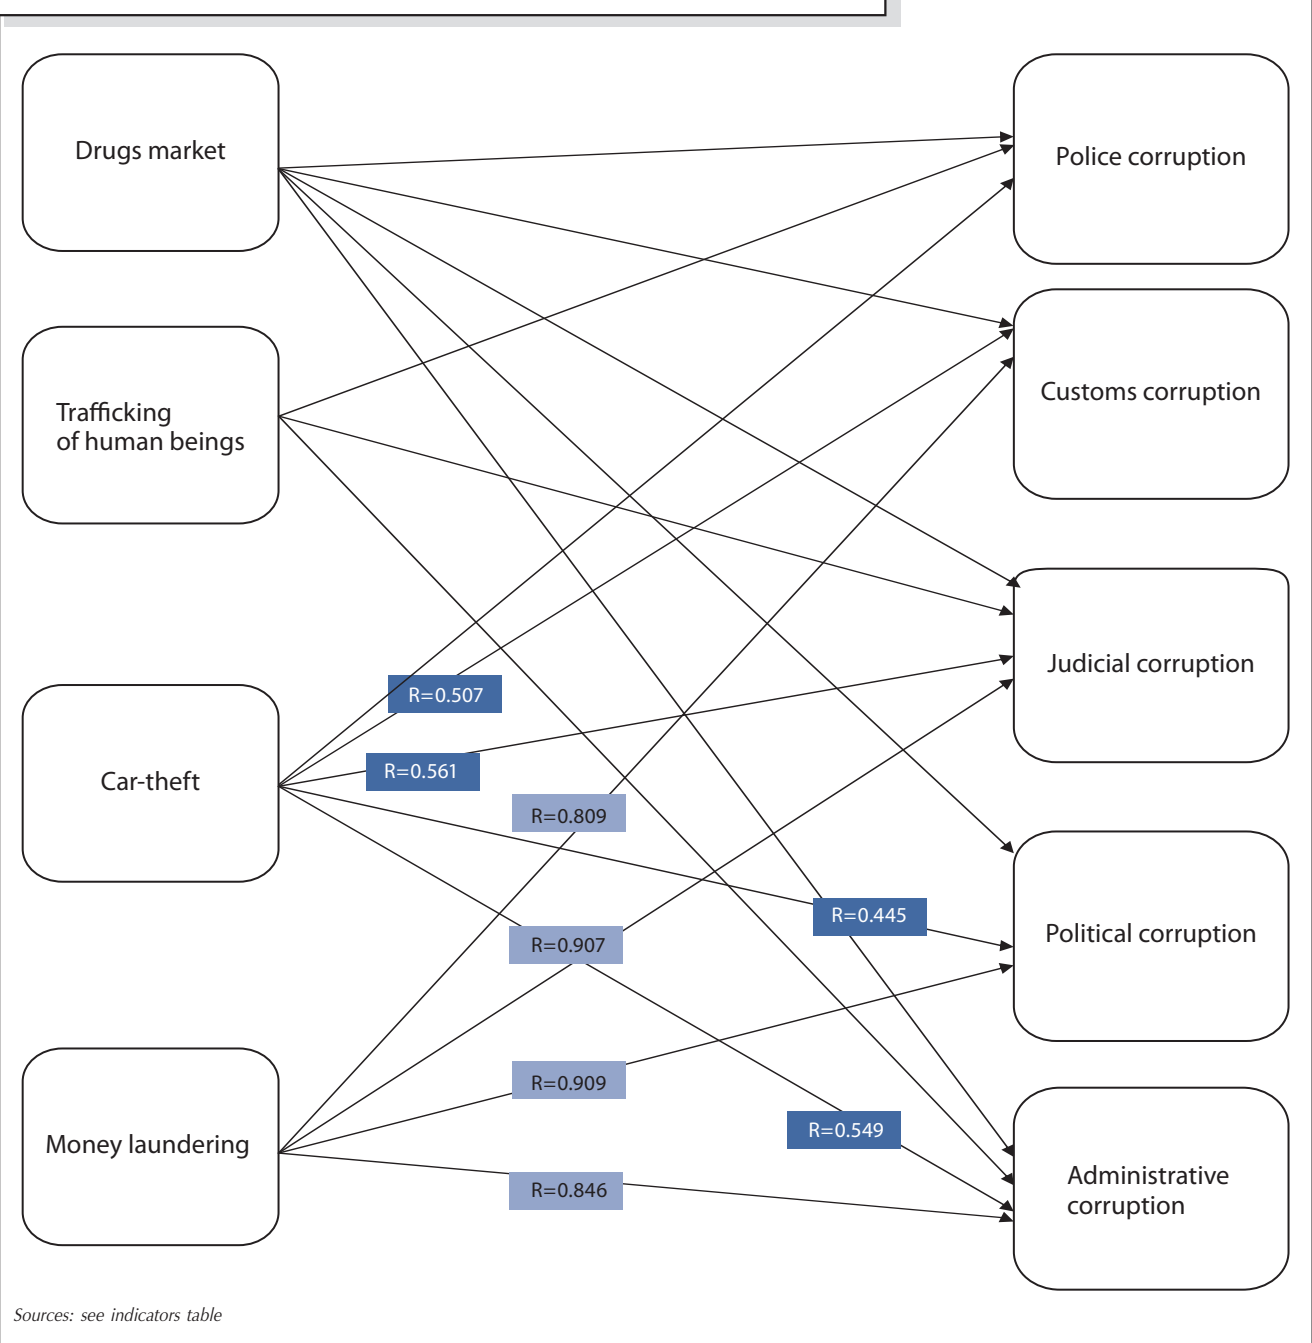 Drugs market
Police corruption
Trafficking
of human beings
Customs corruption
Judicial corruption
R=0.507
Car-theft
R=0.561
R=0.809
R=0.445
Political corruption
R=0.907
R=0.909
R=0.549
Money laundering
R=0.846
Administrative
corruption
Sources: see indicators table